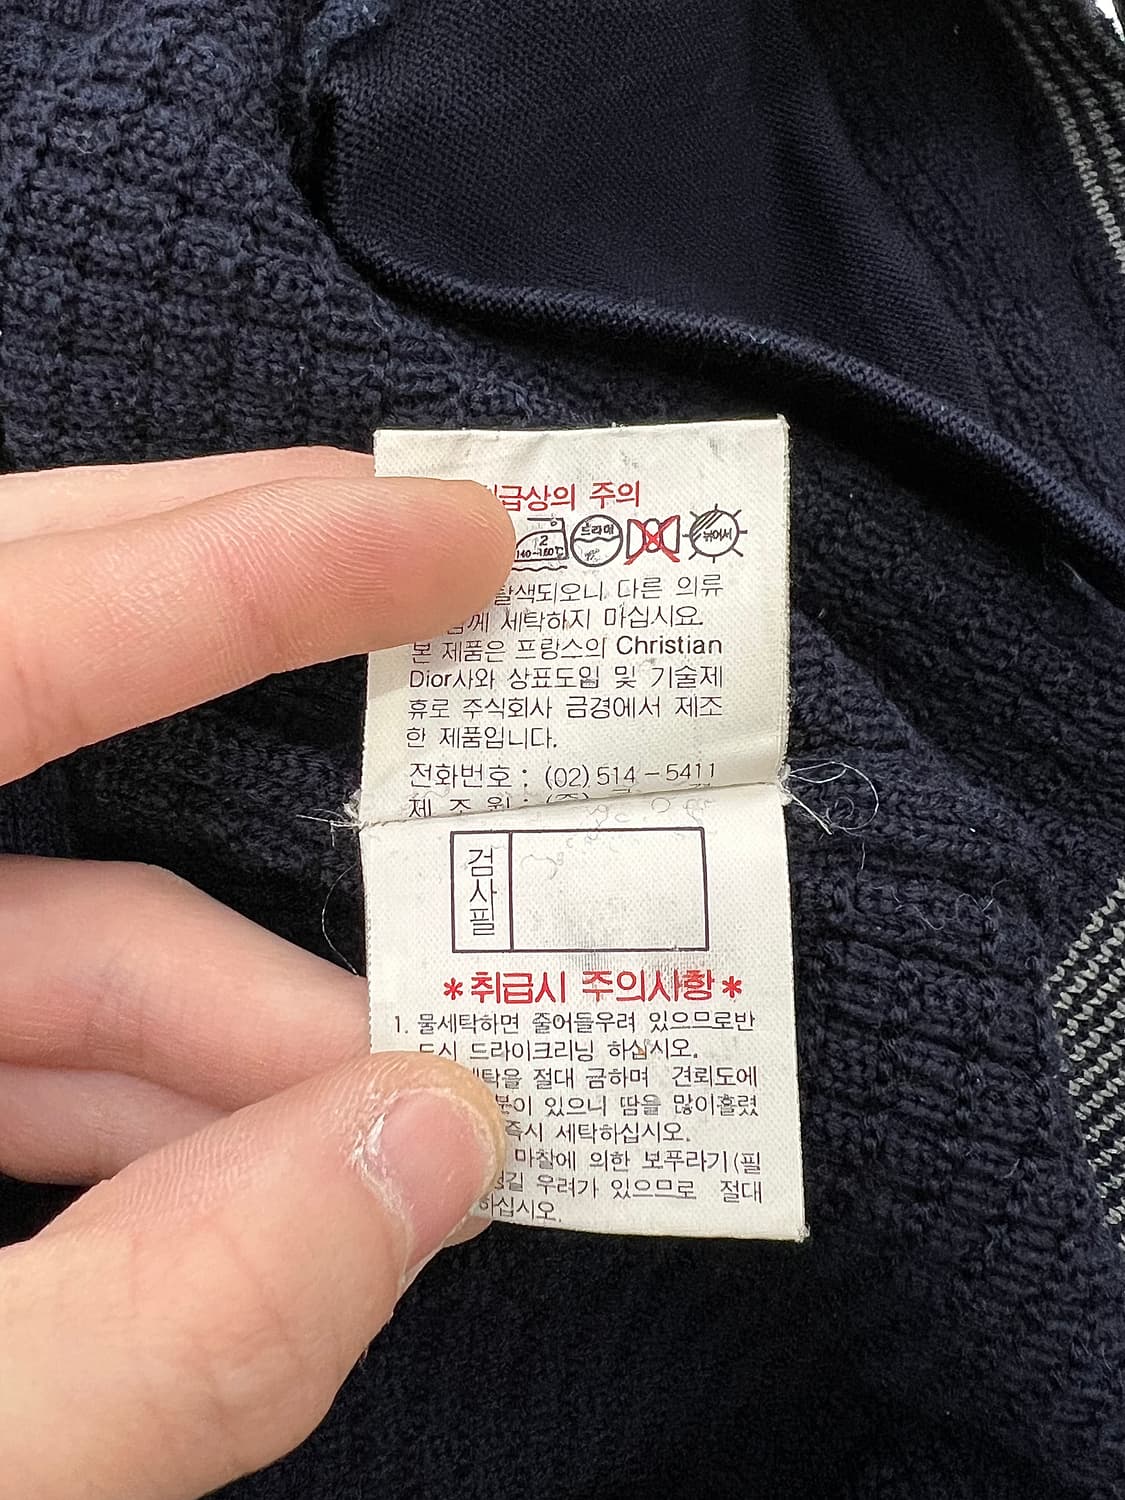 취급상의 주의
2
140~160℃
드라이
뉘어서
탈색되오니 다른 의류
함께 세탁하지 마십시요.
본 제품은 프랑스의 Christian
Dior사와 상표도입 및 기술제
휴로 주식회사 금경에서 제조
한 제품입니다.
전화번호 : (02) 514-5411
제 조 원 : (주)
검사필
*취급시 주의사항*
1. 물세탁하면 줄어들우려 있으므로반
드시 드라이크리닝 하십시오.
세탁을 절대 금하며 견뢰도에
있으니 땀을 많이흘렸
즉시 세탁하십시오.
마찰에 의한 보푸라기(필
우려가 있으므로 절대
하십시오.